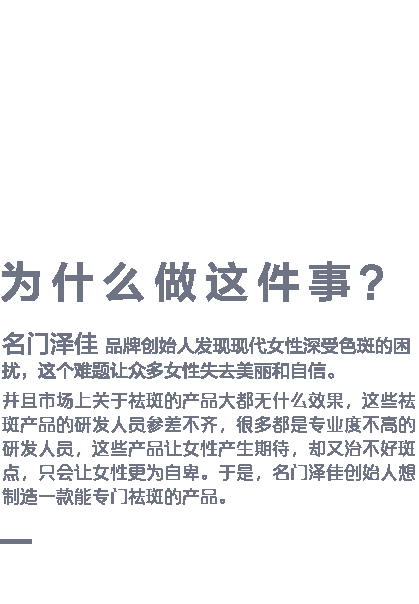 为什么做这件事？
名门泽佳 品牌创始人发现现代女性深受色斑的困
扰，这个难题让众多女性失去美丽和自信。
并且市场上关于祛斑的产品大都无什么效果，这些祛
斑产品的研发人员参差不齐，很多都是专业度不高的
研发人员，这些产品让女性产生期待，却又治不好斑
点，只会让女性更为自卑。于是，名门泽佳创始人想
制造一款能专门祛斑的产品。